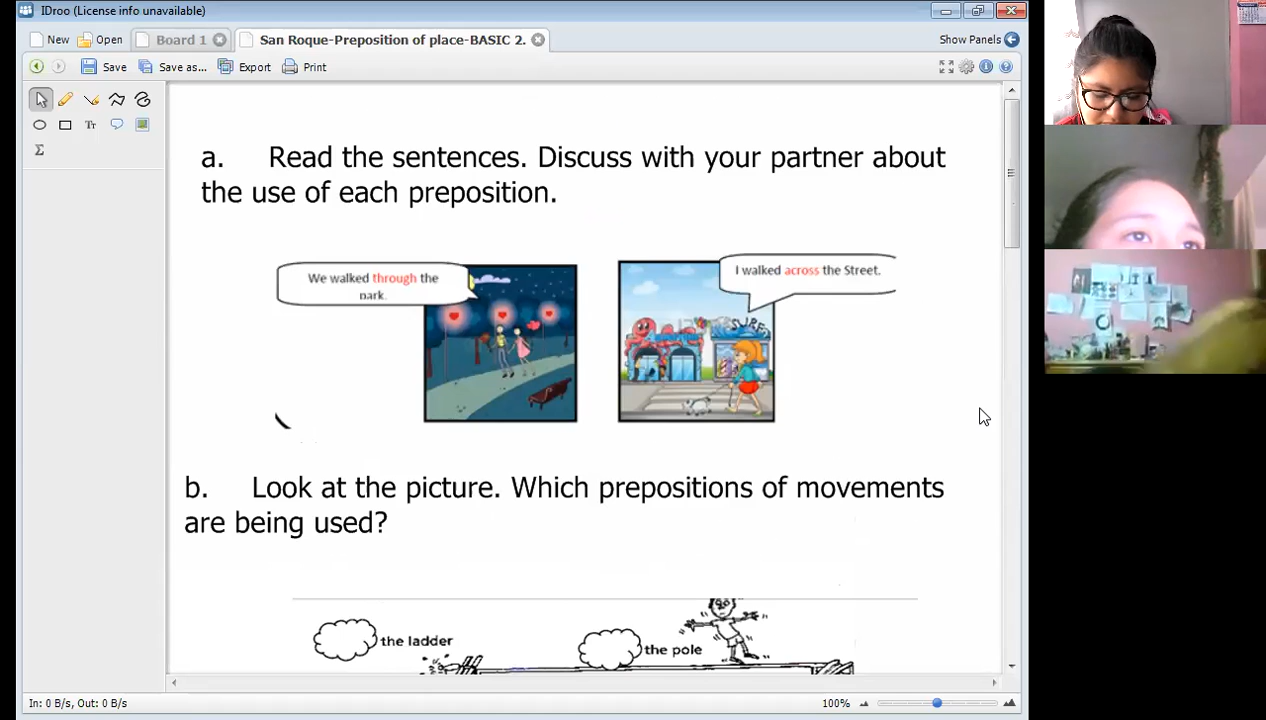 IDroo (License info unavailable)
New Open Board 1 San Roque-Preposition of place-BASIC 2. Show Panels
Save Save as... Export Print
Tr
Σ
a. Read the sentences. Discuss with your partner about
the use of each preposition.
We walked through the
park.
I walked across the Street.
SURF
b. Look at the picture. Which prepositions of movements
are being used?
the ladder
the pole
In: 0 B/s, Out: 0 B/s 100%